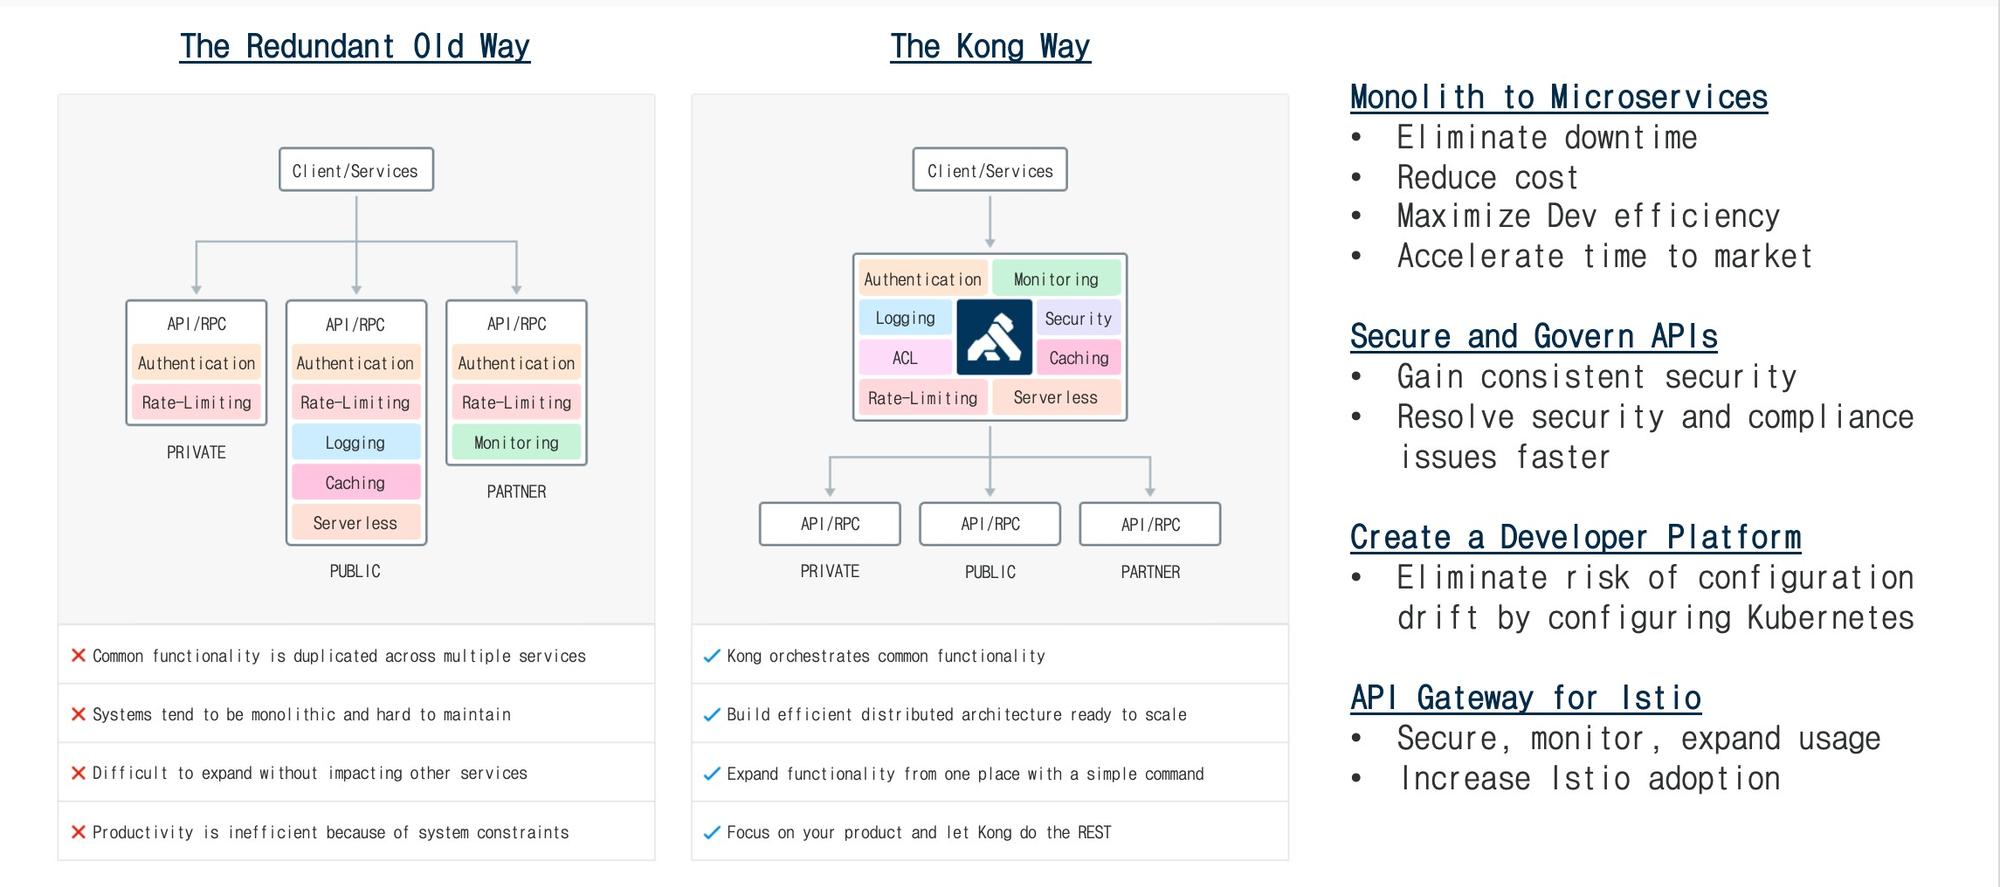 The Redundant Old Way
Client/Services
API/RPC
Authentication
Rate-Limiting
PRIVATE
API/RPC
Authentication
Rate-Limiting
Logging
Caching
Serverless
PUBLIC
API/RPC
Authentication
Rate-Limiting
Monitoring
PARTNER
Common functionality is duplicated across multiple services
Systems tend to be monolithic and hard to maintain
Difficult to expand without impacting other services
Productivity is inefficient because of system constraints
The Kong Way
Client/Services
Authentication Monitoring
Logging Security
ACL Caching
Rate-Limiting Serverless
API/RPC API/RPC API/RPC
PRIVATE PUBLIC PARTNER
Kong orchestrates common functionality
Build efficient distributed architecture ready to scale
Expand functionality from one place with a simple command
Focus on your product and let Kong do the REST
Monolith to Microservices
• Eliminate downtime
• Reduce cost
• Maximize Dev efficiency
• Accelerate time to market
Secure and Govern APIs
• Gain consistent security
• Resolve security and compliance
issues faster
Create a Developer Platform
• Eliminate risk of configuration
drift by configuring Kubernetes
API Gateway for Istio
• Secure, monitor, expand usage
• Increase Istio adoption